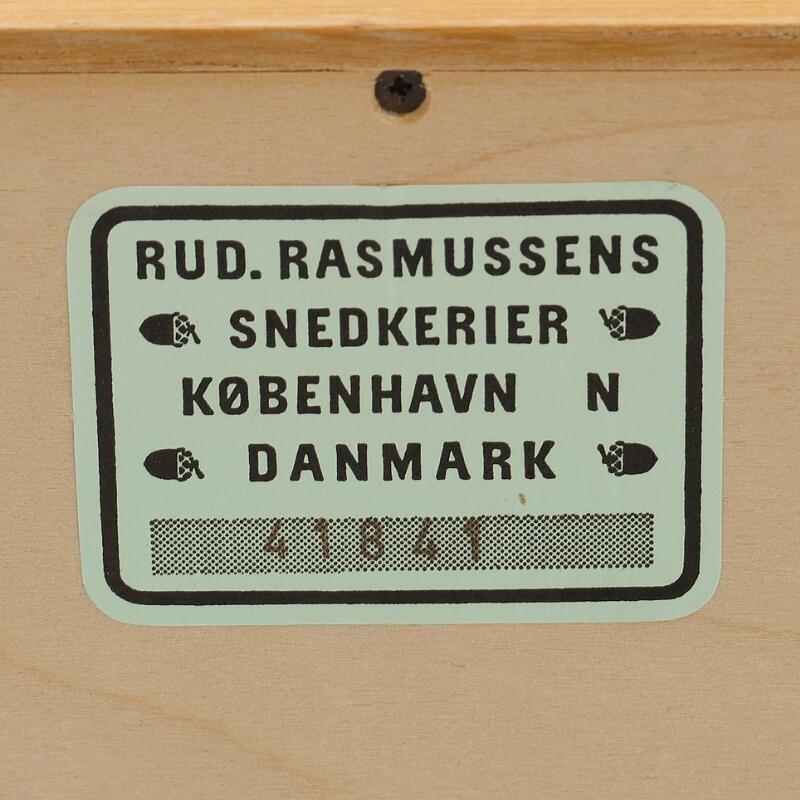 RUD. RASMUSSENS
SNEDKERIER
KØBENHAVN N
DANMARK
41841